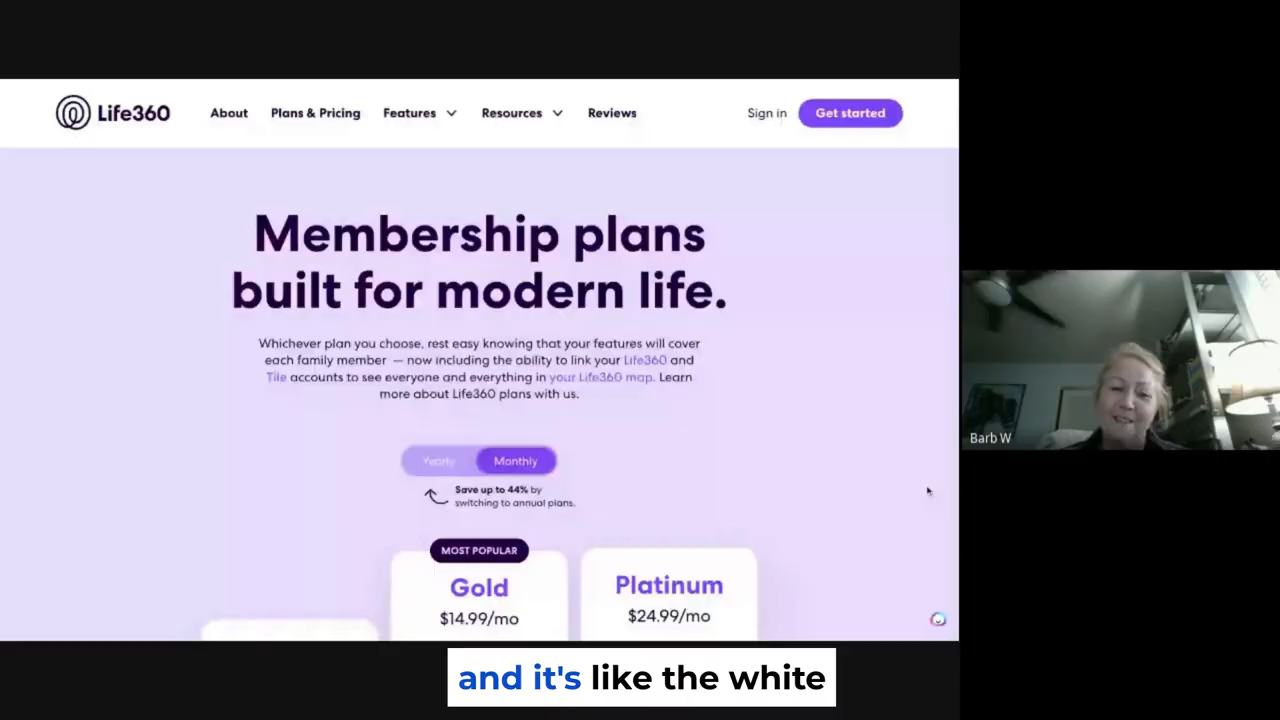 Life360
About
Plans & Pricing
Features
Resources
Reviews
Sign in
Get started
Membership plans
built for modern life.
Whichever plan you choose, rest easy knowing that your features will cover
each family member — now including the ability to link your Life360 and
Tile accounts to see everyone and everything in your Life360 map. Learn
more about Life360 plans with us.
Yearly
Monthly
Save up to 44% by
switching to annual plans.
MOST POPULAR
Gold
$14.99/mo
Platinum
$24.99/mo
Barb W
and it's like the white